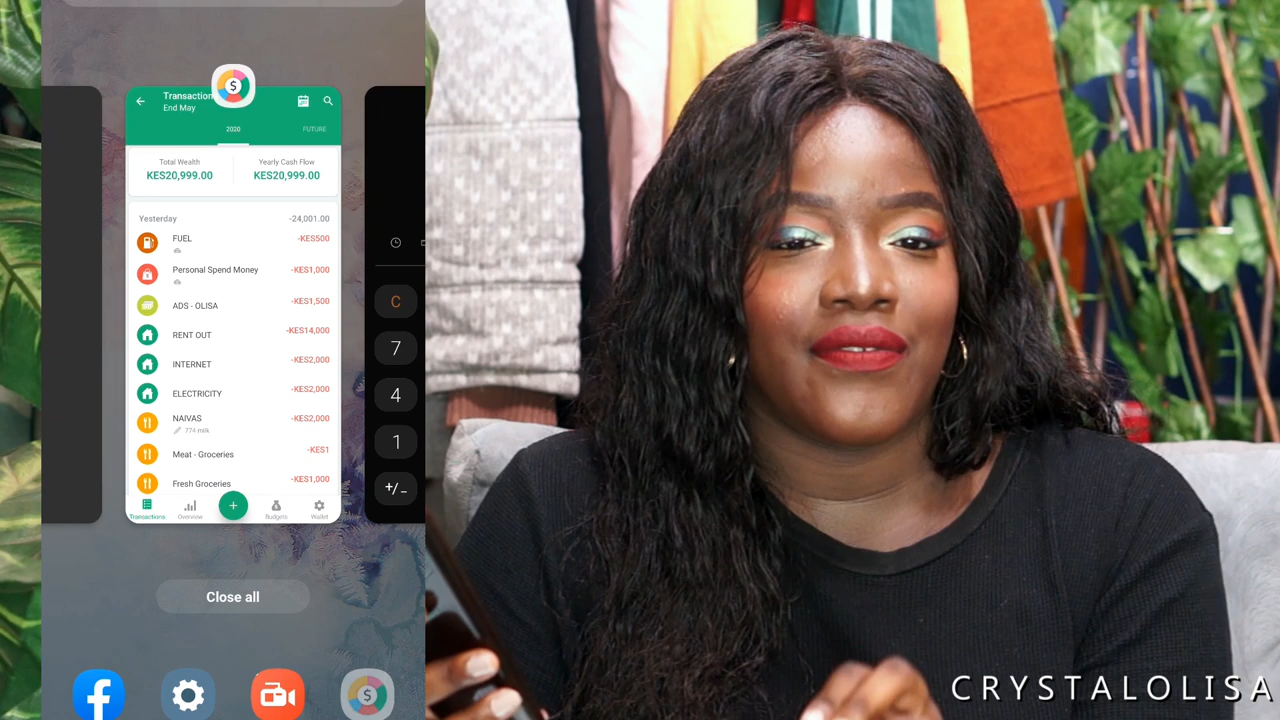 Transaction
End May
2020
FUTURE
Total Wealth
KES20,999.00
Yearly Cash Flow
KES20,999.00
Yesterday
-24,001.00
FUEL
-KES500
Personal Spend Money
-KES1,000
ADS - OLISA
-KES1,500
RENT OUT
-KES14,000
INTERNET
-KES2,000
ELECTRICITY
-KES2,000
NAIVAS
-KES2,000
774 milk
Meat - Groceries
-KES1
Fresh Groceries
-KES1,000
Transactions
Overview
+
Budgets
Wallet
C
7
4
1
+/−
Close all
CRYSTALOLISA